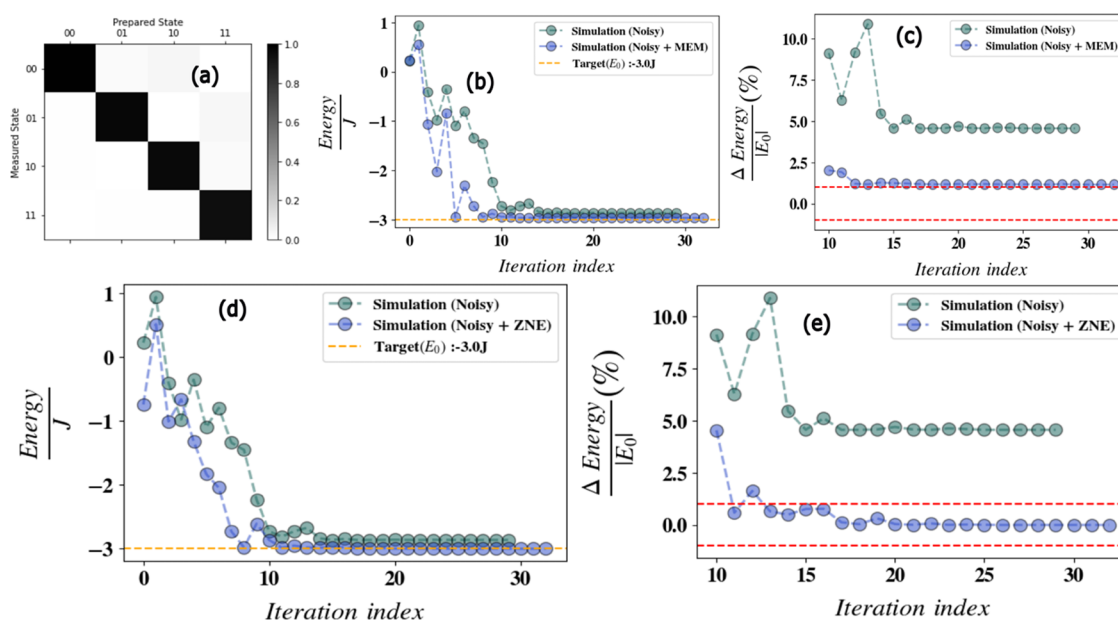 Prepared State
00 01 10 11
Measured State
00
01
10
11
(a)
1.0
0.8
0.6
0.4
0.2
0.0
Energy
J
1
0
−1
−2
−3
(b)
Simulation (Noisy)
Simulation (Noisy + MEM)
Target(E₀) :-3.0J
0 10 20 30
Iteration index
Δ Energy
|E₀|
(%)
10.0
7.5
5.0
2.5
0.0
(c)
Simulation (Noisy)
Simulation (Noisy + MEM)
10 15 20 25 30
Iteration index
Energy
J
1
0
−1
−2
−3
(d)
Simulation (Noisy)
Simulation (Noisy + ZNE)
Target(E₀) :-3.0J
0 10 20 30
Iteration index
Δ Energy
|E₀|
(%)
10.0
7.5
5.0
2.5
0.0
(e)
Simulation (Noisy)
Simulation (Noisy + ZNE)
10 15 20 25 30
Iteration index